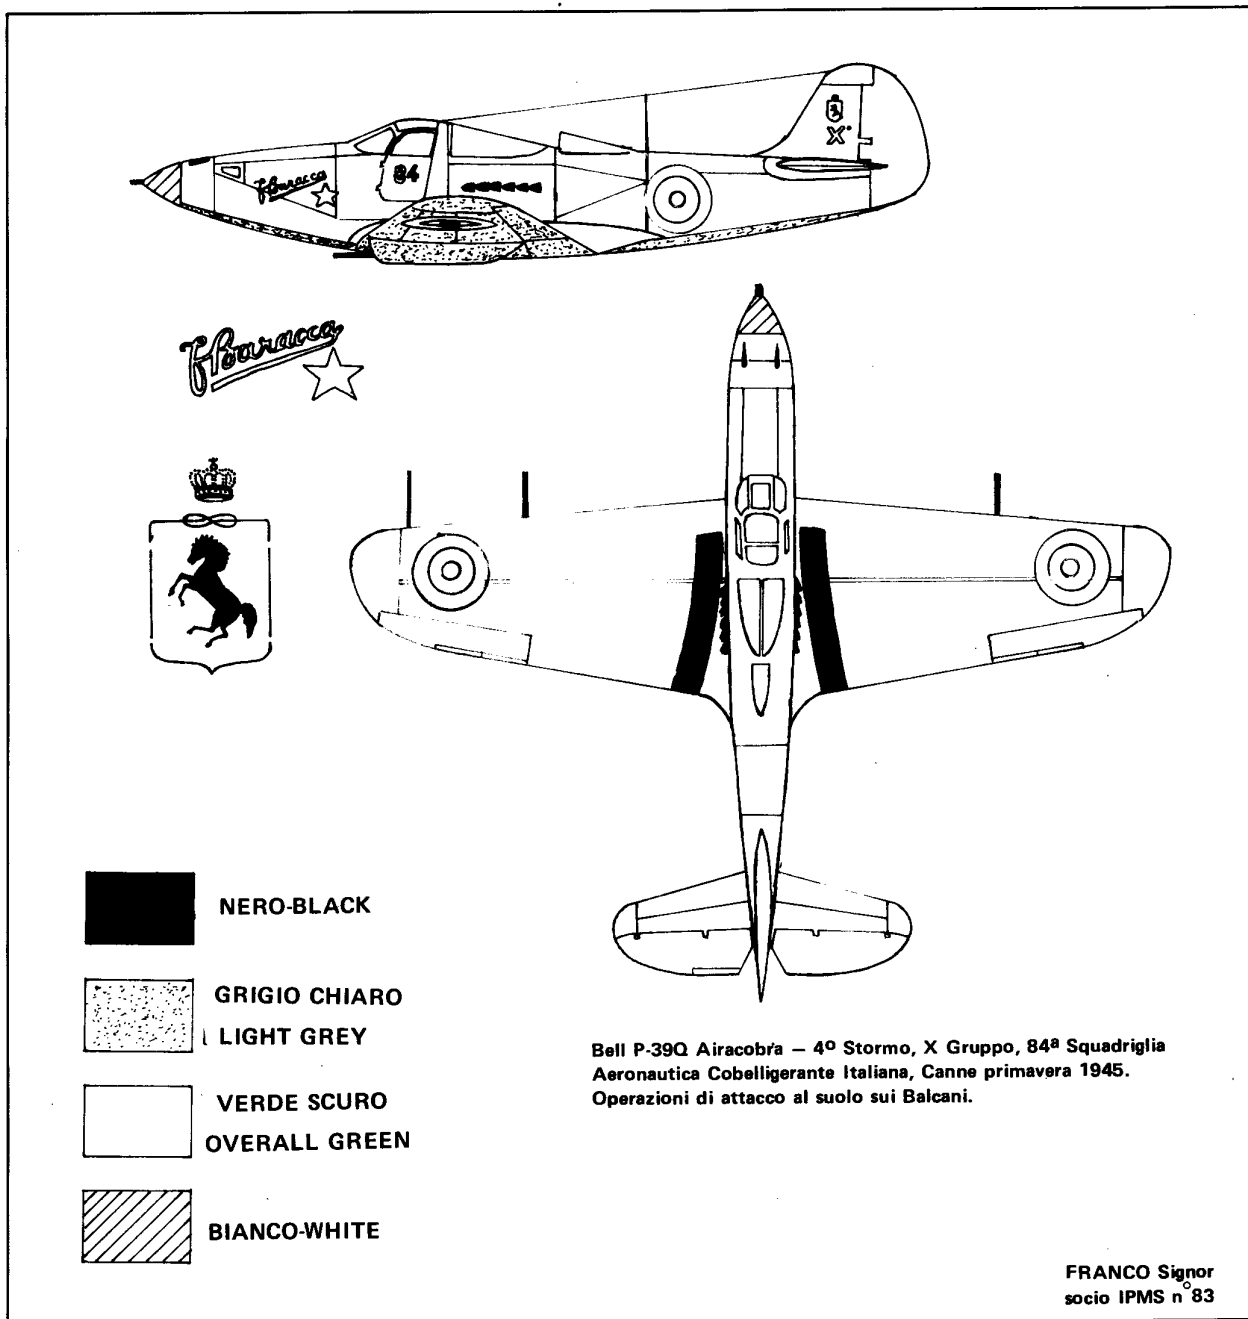 F. Baracca
84
X°
F. Baracca
NERO-BLACK
GRIGIO CHIARO
LIGHT GREY
VERDE SCURO
OVERALL GREEN
BIANCO-WHITE
Bell P-39Q Airacobra — 4º Stormo, X Gruppo, 84ª Squadriglia
Aeronautica Cobelligerante Italiana, Canne primavera 1945.
Operazioni di attacco al suolo sui Balcani.
FRANCO Signor
socio IPMS n° 83